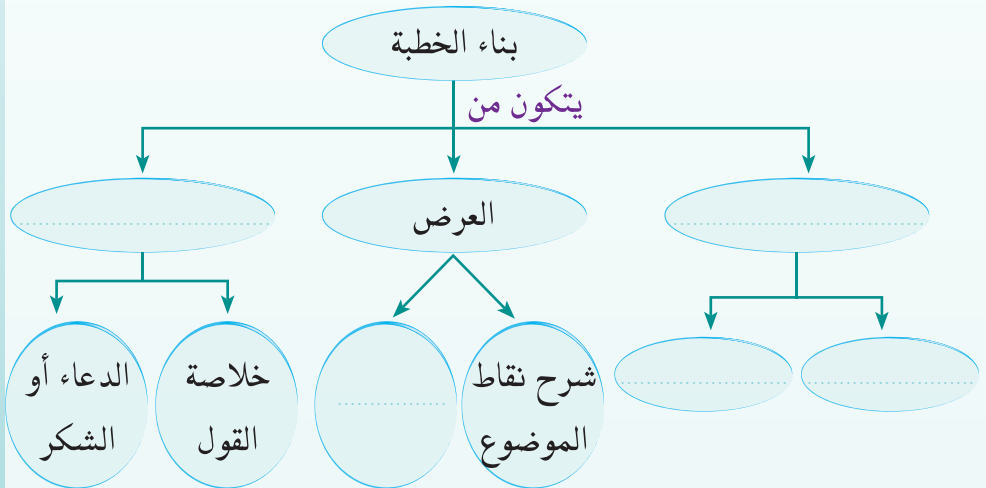 بناء الخطبة
يتكون من
العرض
شرح نقاط
الموضوع
خلاصة
القول
الدعاء أو
الشكر